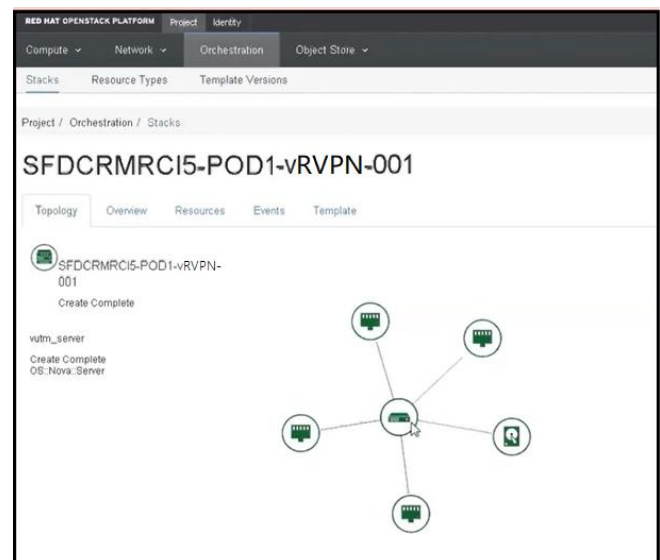 RED HAT OPENSTACK PLATFORM Project Identity
Compute Network Orchestration Object Store
Stacks Resource Types Template Versions
Project / Orchestration / Stacks
SFDCRMRCI5-POD1-vRVPN-001
Topology Overview Resources Events Template
SFDCRMRCI5-POD1-vRVPN-
001
Create Complete
vutm_server
Create Complete
OS::Nova::Server